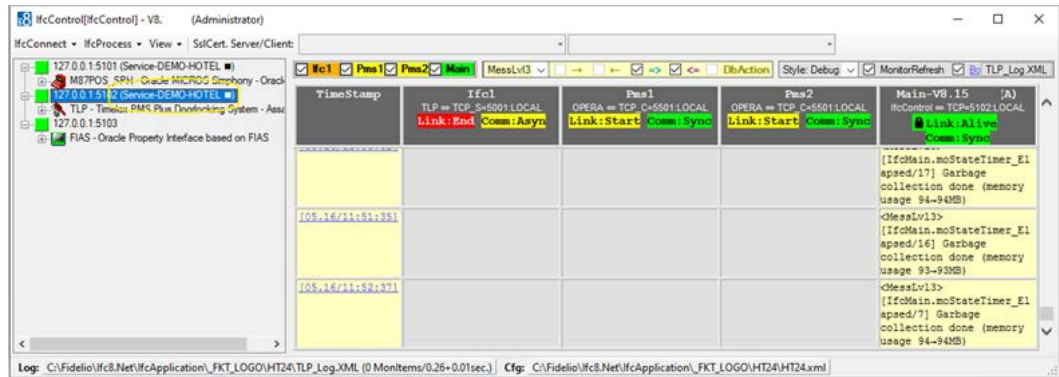 IfcControl[IfcControl] - V8. (Administrator)
IfcConnect IfcProcess View SslCert. Server/Client:
127.0.0.1:5101 (Service-DEMO-HOTEL ■)
M87POS_SPH - Oracle MICROS Simphony - Orack
127.0.0.1:5102 (Service-DEMO-HOTEL ■)
TLP - Timelox PMS Plus Doorlocking System - Assa
127.0.0.1:5103
FIAS - Oracle Property Interface based on FIAS
Ifc1 Pms1 Pms2 Main MessLvl3 → ← => <= DbAction Style: Debug MonitorRefresh TLP_Log.XML
TimeStamp Ifc1 Pms1 Pms2 Main-V8.15 [A]
TLP ⇔ TCP_S=5001:LOCAL OPERA ⇔ TCP_C=5501:LOCAL OPERA ⇔ TCP_C=5501:LOCAL IfcControl ⇔ TCP=5102:LOCAL
Link:End Comm:Asyn Link:Start Comm:Sync Link:Start Comm:Sync Link:Alive
Comm:Sync
[IfcMain.moStateTimer_El
apsed/17] Garbage
collection done (memory
usage 94→94MB)
[05.16/11:51:35] <MessLvl3>
[IfcMain.moStateTimer_El
apsed/16] Garbage
collection done (memory
usage 93→93MB)
[05.16/11:52:37] <MessLvl3>
[IfcMain.moStateTimer_El
apsed/7] Garbage
collection done (memory
usage 94→94MB)
Log: C:\Fidelio\Ifc8.Net\IfcApplication\_FKT_LOGO\HT24\TLP_Log.XML (0 MonItems/0.26+0.01sec.) Cfg: C:\Fidelio\Ifc8.Net\IfcApplication\_FKT_LOGO\HT24\HT24.xml